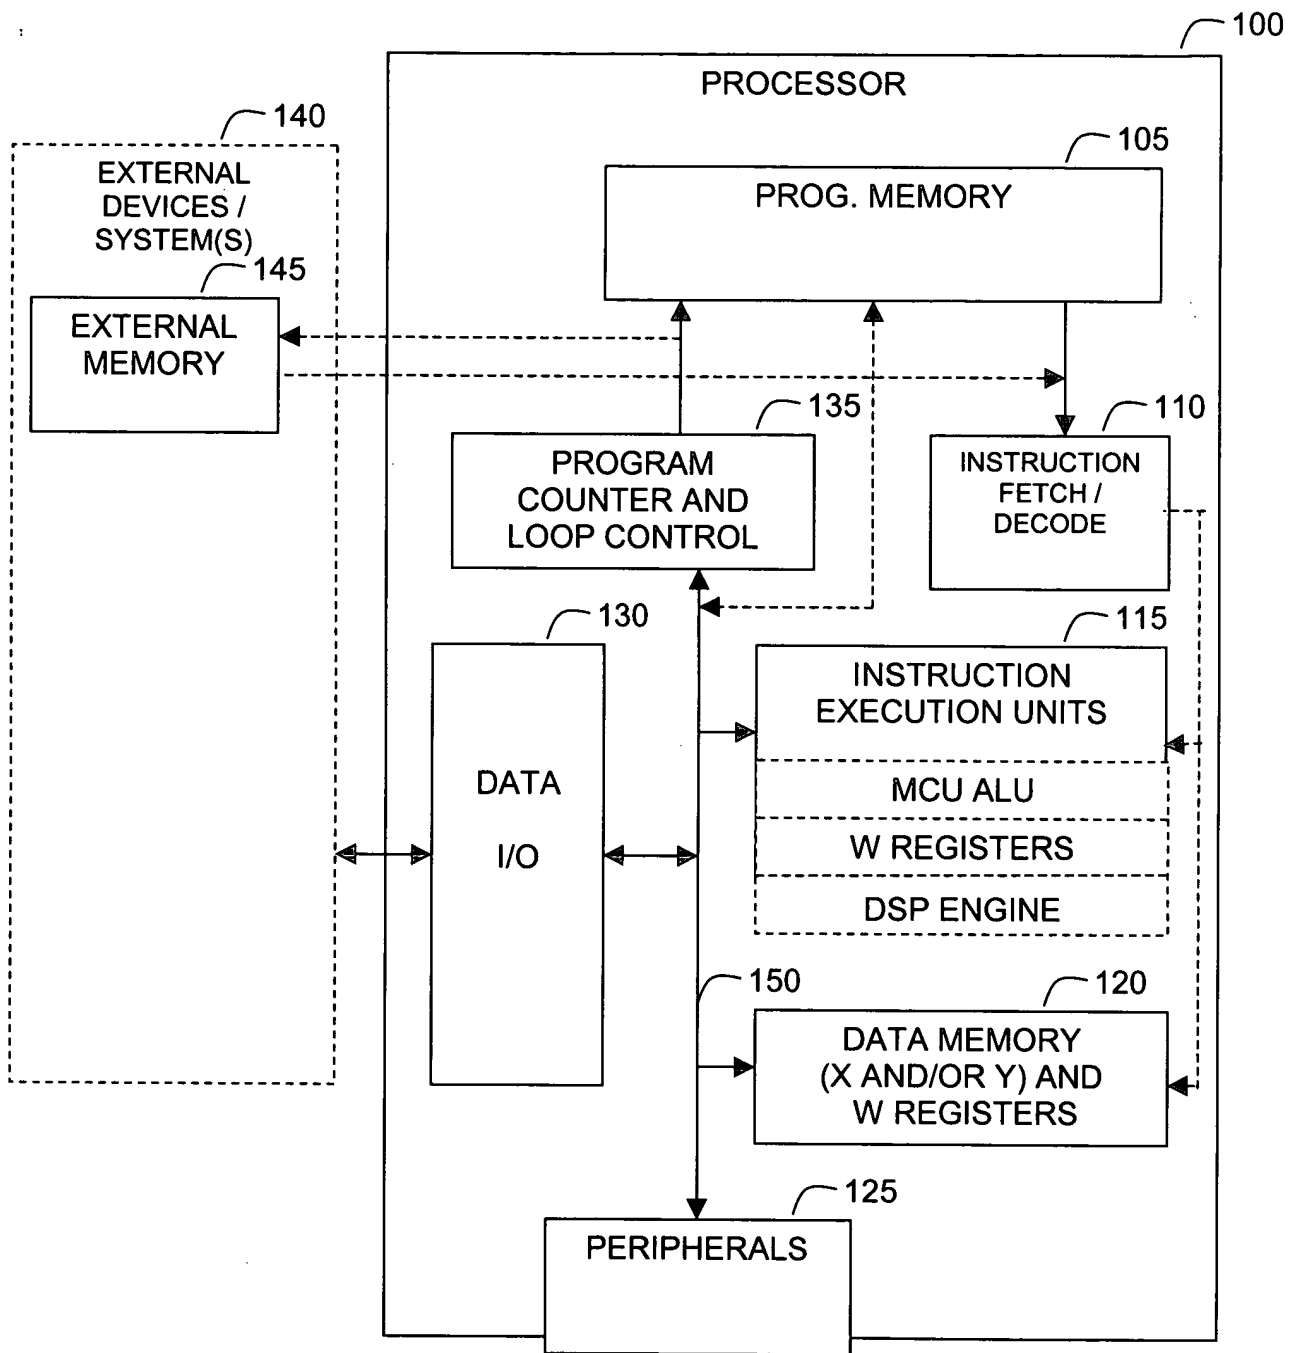 100
PROCESSOR
140
EXTERNAL
DEVICES /
SYSTEM(S)
105
PROG. MEMORY
145
EXTERNAL
MEMORY
135
PROGRAM
COUNTER AND
LOOP CONTROL
110
INSTRUCTION
FETCH /
DECODE
130
DATA
I/O
115
INSTRUCTION
EXECUTION UNITS
MCU ALU
W REGISTERS
DSP ENGINE
150
120
DATA MEMORY
(X AND/OR Y) AND
W REGISTERS
125
PERIPHERALS